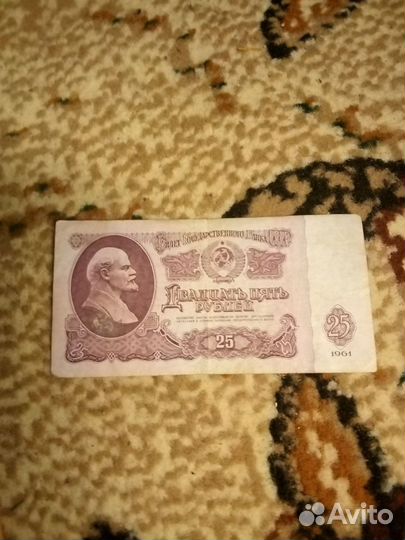 Билет Государственного Банка СССР
Двадцать пять
рублей
25
25
1961
Avito